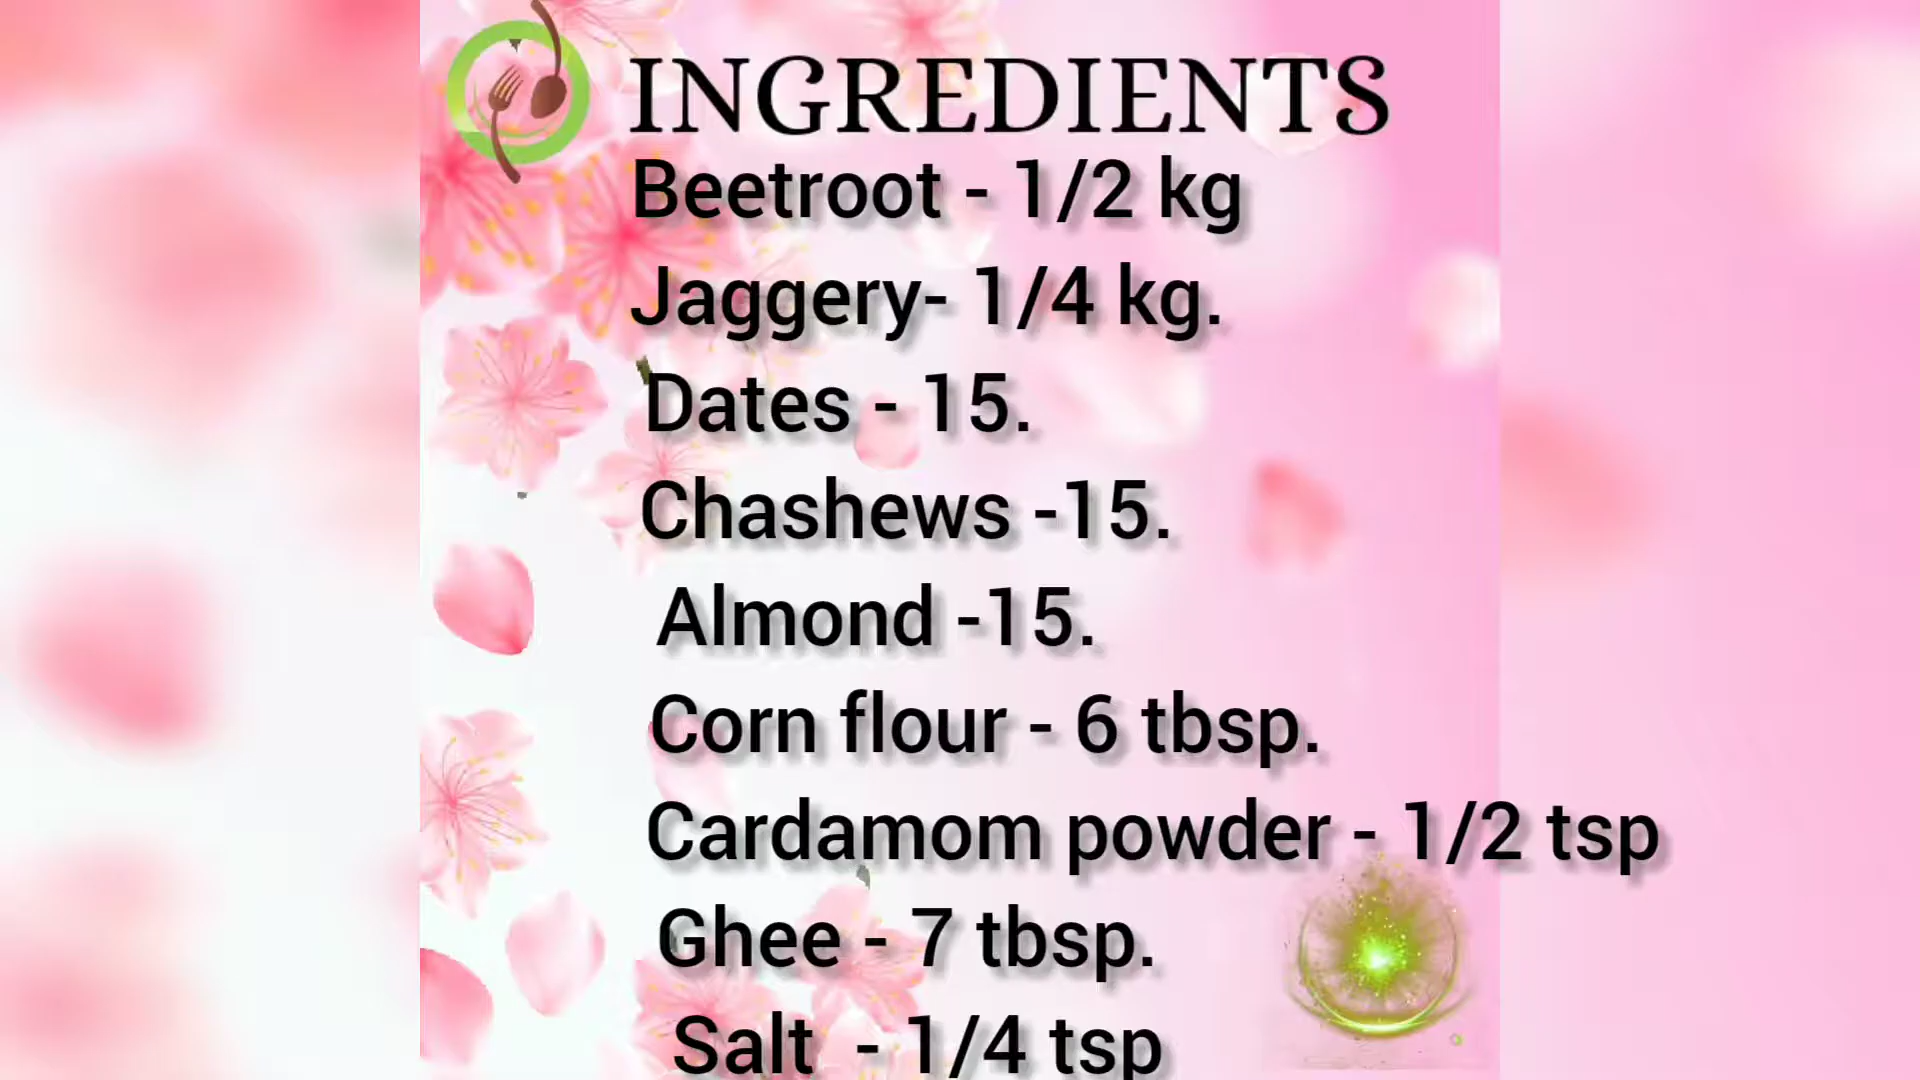 INGREDIENTS
Beetroot - 1/2 kg
Jaggery- 1/4 kg.
Dates - 15.
Chashews -15.
Almond -15.
Corn flour - 6 tbsp.
Cardamom powder - 1/2 tsp
Ghee - 7 tbsp.
Salt - 1/4 tsp